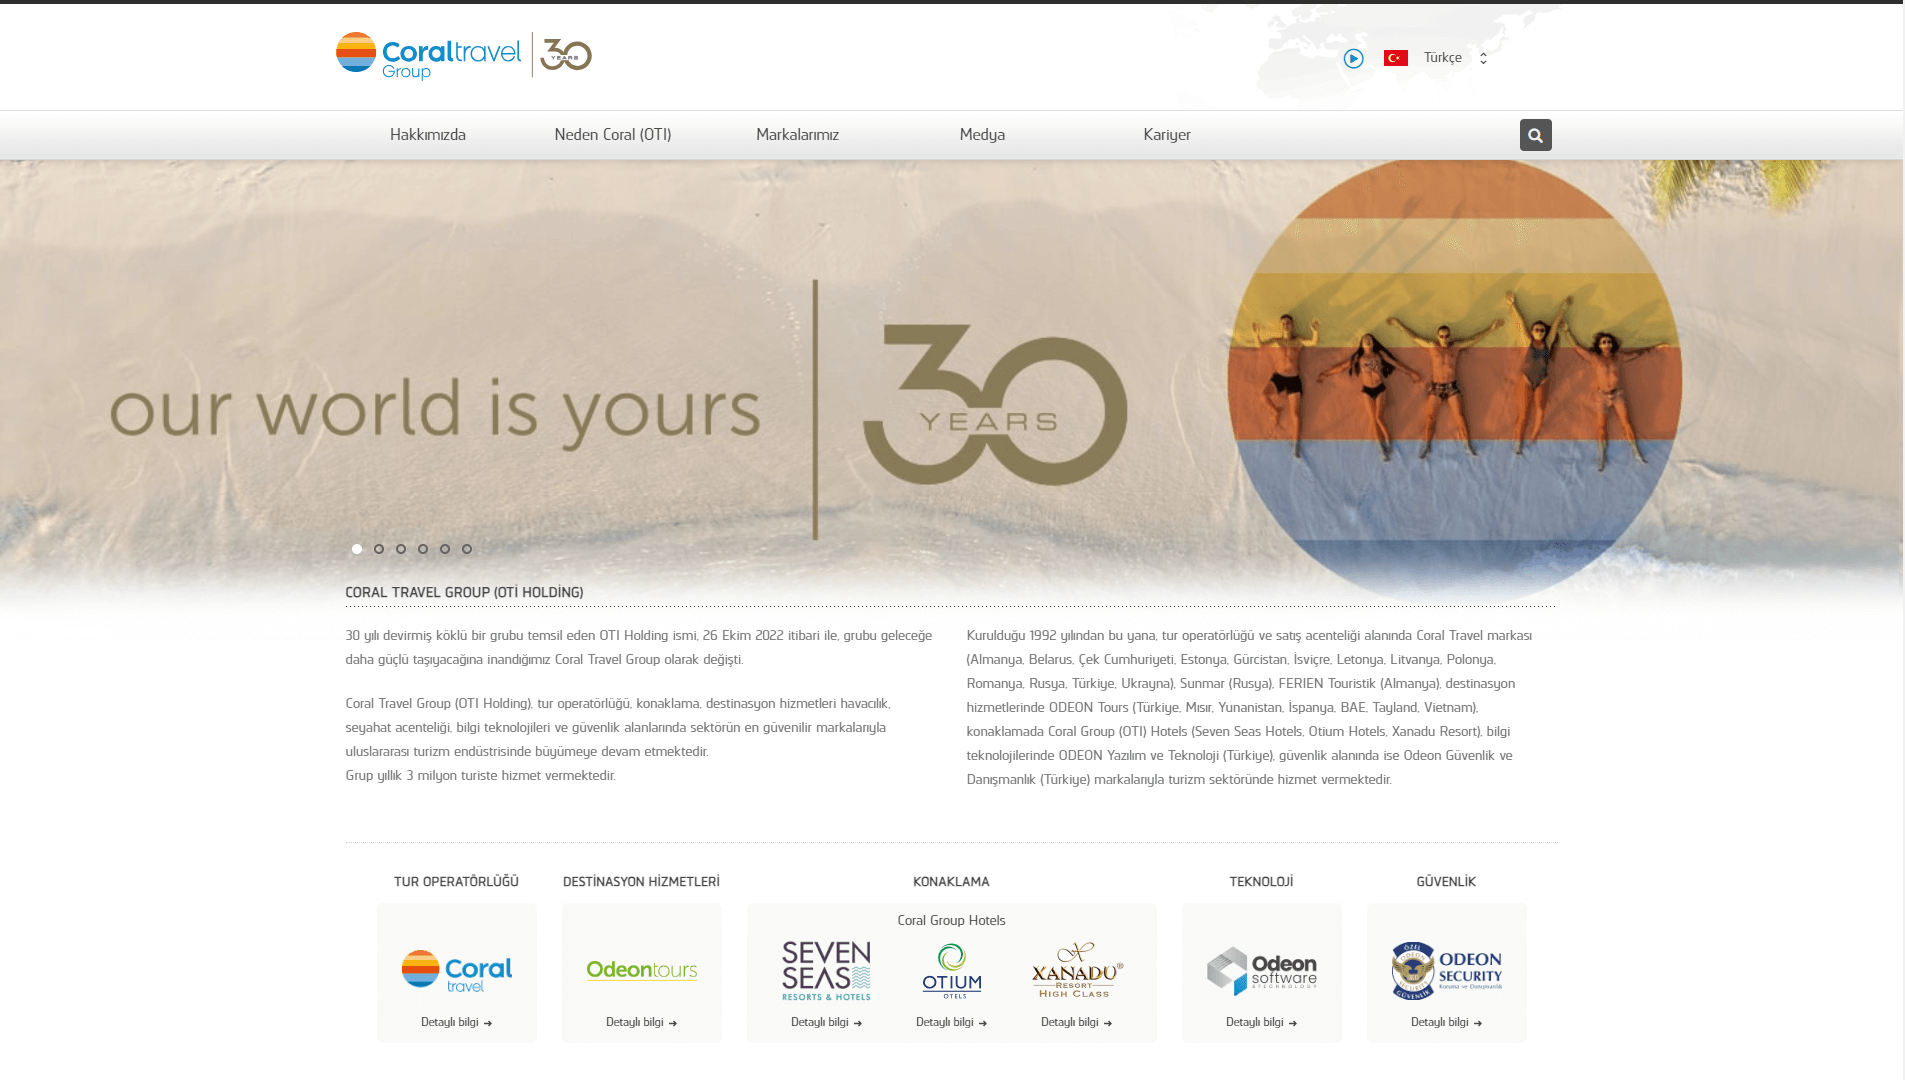 Coraltravel
Group
30
YEARS
Türkçe
Hakkımızda
Neden Coral (OTI)
Markalarımız
Medya
Kariyer
our world is yours
30
YEARS
CORAL TRAVEL GROUP (OTİ HOLDİNG)
30 yılı devirmiş köklü bir grubu temsil eden OTI Holding ismi, 26 Ekim 2022 itibari ile, grubu geleceğe
daha güçlü taşıyacağına inandığımız Coral Travel Group olarak değişti.
Coral Travel Group (OTI Holding), tur operatörlüğü, konaklama, destinasyon hizmetleri havacılık,
seyahat acenteliği, bilgi teknolojileri ve güvenlik alanlarında sektörün en güvenilir markalarıyla
uluslararası turizm endüstrisinde büyümeye devam etmektedir.
Grup yıllık 3 milyon turiste hizmet vermektedir.
Kurulduğu 1992 yılından bu yana, tur operatörlüğü ve satış acenteliği alanında Coral Travel markası
(Almanya, Belarus, Çek Cumhuriyeti, Estonya, Gürcistan, İsviçre, Letonya, Litvanya, Polonya,
Romanya, Rusya, Türkiye, Ukrayna), Sunmar (Rusya), FERIEN Touristik (Almanya), destinasyon
hizmetlerinde ODEON Tours (Türkiye, Mısır, Yunanistan, İspanya, BAE, Tayland, Vietnam),
konaklamada Coral Group (OTI) Hotels (Seven Seas Hotels, Otium Hotels, Xanadu Resort), bilgi
teknolojilerinde ODEON Yazılım ve Teknoloji (Türkiye), güvenlik alanında ise Odeon Güvenlik ve
Danışmanlık (Türkiye) markalarıyla turizm sektöründe hizmet vermektedir.
TUR OPERATÖRLÜĞÜ
Coral
travel
Detaylı bilgi
DESTİNASYON HİZMETLERİ
Odeontours
Detaylı bilgi
KONAKLAMA
Coral Group Hotels
SEVEN
SEAS
RESORTS & HOTELS
Detaylı bilgi
OTIUM
OTELS
Detaylı bilgi
XANADU®
RESORT
HIGH CLASS
Detaylı bilgi
TEKNOLOJİ
Odeon
software
& TECHNOLOGY
Detaylı bilgi
GÜVENLİK
ÖZEL
ODEON
SECURITY
GÜVENLİK
ODEON
SECURITY
Koruma ve Danışmanlık
Detaylı bilgi